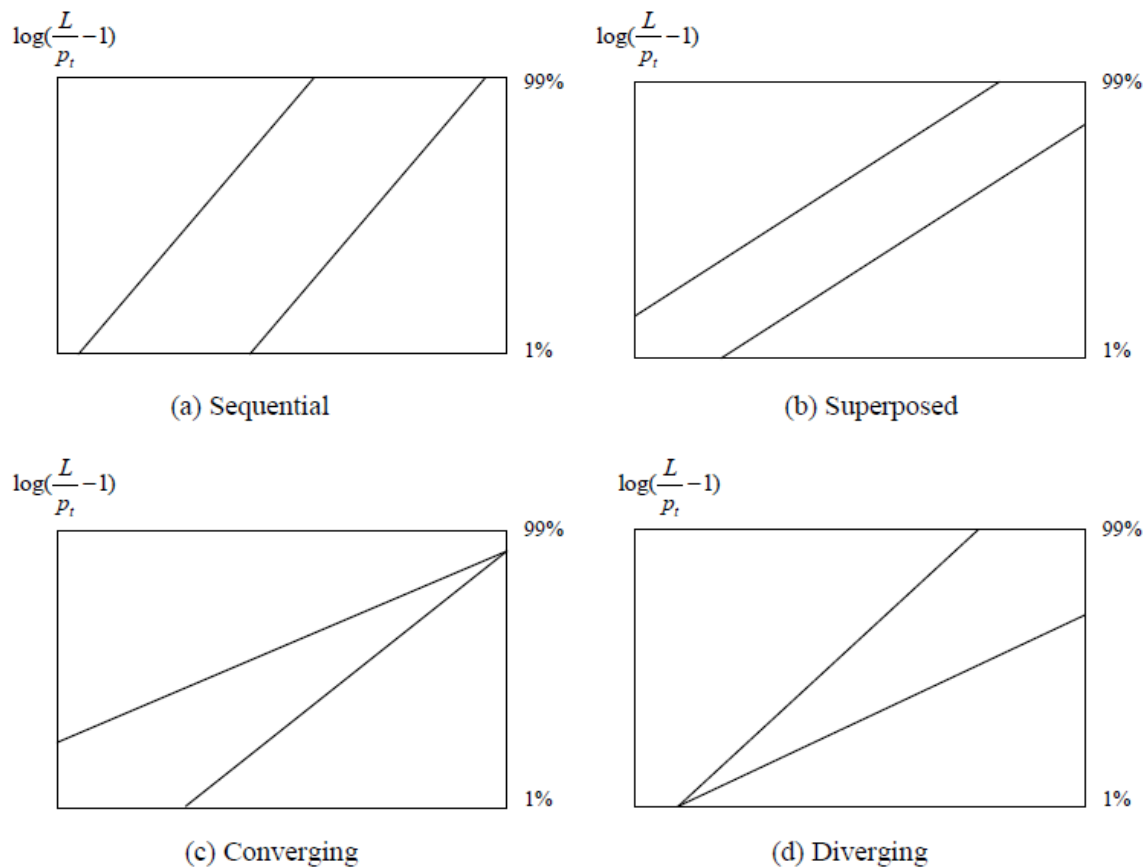 log(L/p_t −1)
99%
1%
(a) Sequential
log(L/p_t −1)
99%
1%
(b) Superposed
log(L/p_t −1)
99%
1%
(c) Converging
log(L/p_t −1)
99%
1%
(d) Diverging